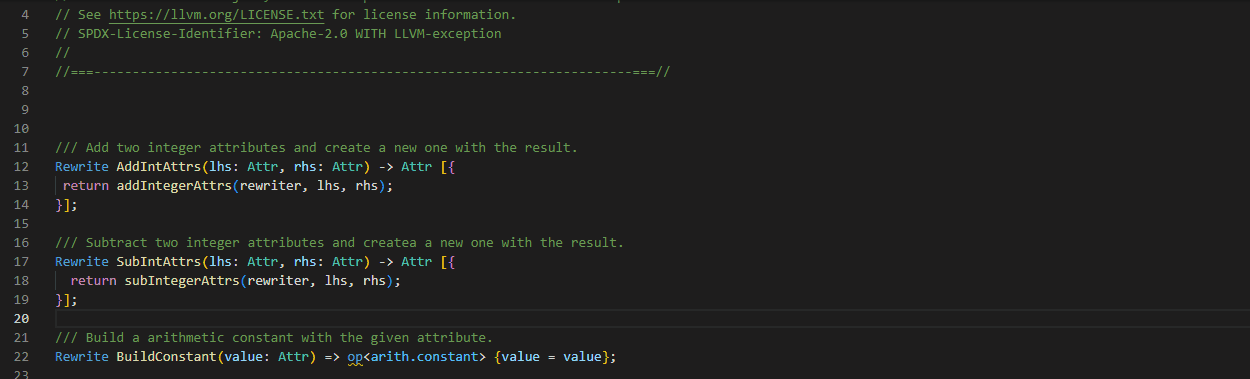 4 // See https://llvm.org/LICENSE.txt for license information.
5 // SPDX-License-Identifier: Apache-2.0 WITH LLVM-exception
6 //
7 //===----------------------------------------------------------------------===//
8
9
10
11 /// Add two integer attributes and create a new one with the result.
12 Rewrite AddIntAttrs(lhs: Attr, rhs: Attr) -> Attr [{
13 return addIntegerAttrs(rewriter, lhs, rhs);
14 }];
15
16 /// Subtract two integer attributes and createa a new one with the result.
17 Rewrite SubIntAttrs(lhs: Attr, rhs: Attr) -> Attr [{
18 return subIntegerAttrs(rewriter, lhs, rhs);
19 }];
20
21 /// Build a arithmetic constant with the given attribute.
22 Rewrite BuildConstant(value: Attr) => op<arith.constant> {value = value};
23